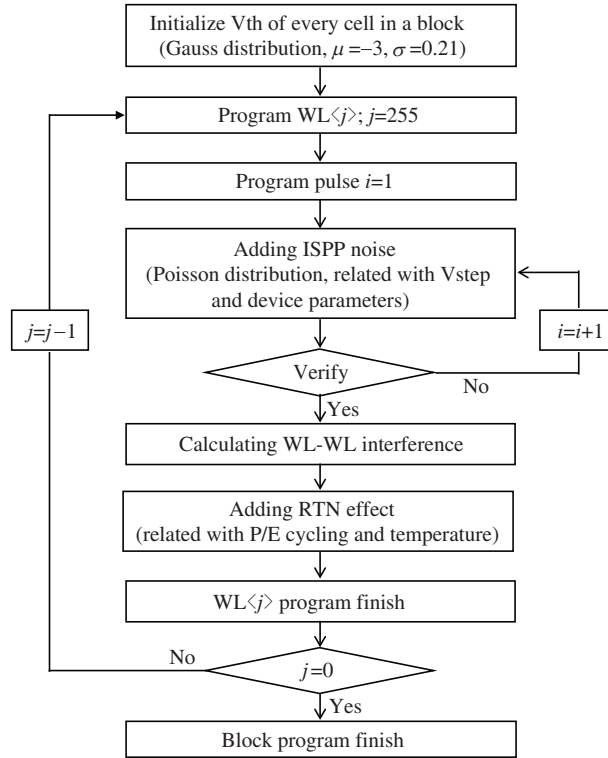 Initialize Vth of every cell in a block
(Gauss distribution, μ =−3, σ =0.21)
Program WL<j>; j=255
Program pulse i=1
Adding ISPP noise
(Poisson distribution, related with Vstep
and device parameters)
j=j−1
i=i+1
Verify
No
Yes
Calculating WL-WL interference
Adding RTN effect
(related with P/E cycling and temperature)
WL<j> program finish
No
j=0
Yes
Block program finish